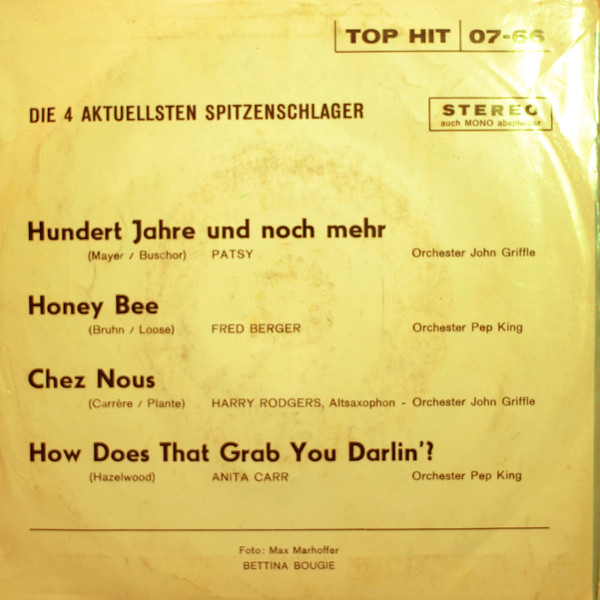 TOP HIT 07-66
DIE 4 AKTUELLSTEN SPITZENSCHLAGER
STEREO
auch MONO abspielbar
Hundert Jahre und noch mehr
(Mayer / Buschor) PATSY Orchester John Griffle
Honey Bee
(Bruhn / Loose) FRED BERGER Orchester Pep King
Chez Nous
(Carrère / Plante) HARRY RODGERS, Altsaxophon - Orchester John Griffle
How Does That Grab You Darlin'?
(Hazelwood) ANITA CARR Orchester Pep King
Foto: Max Marhoffer
BETTINA BOUGIE